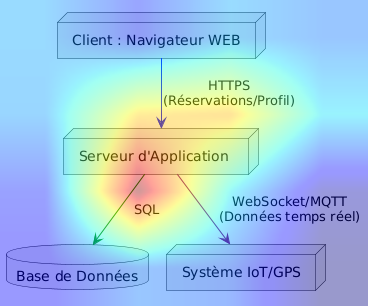 Client : Navigateur WEB
HTTPS
(Réservations/Profil)
Serveur d'Application
SQL
WebSocket/MQTT
(Données temps réel)
Base de Données
Système IoT/GPS